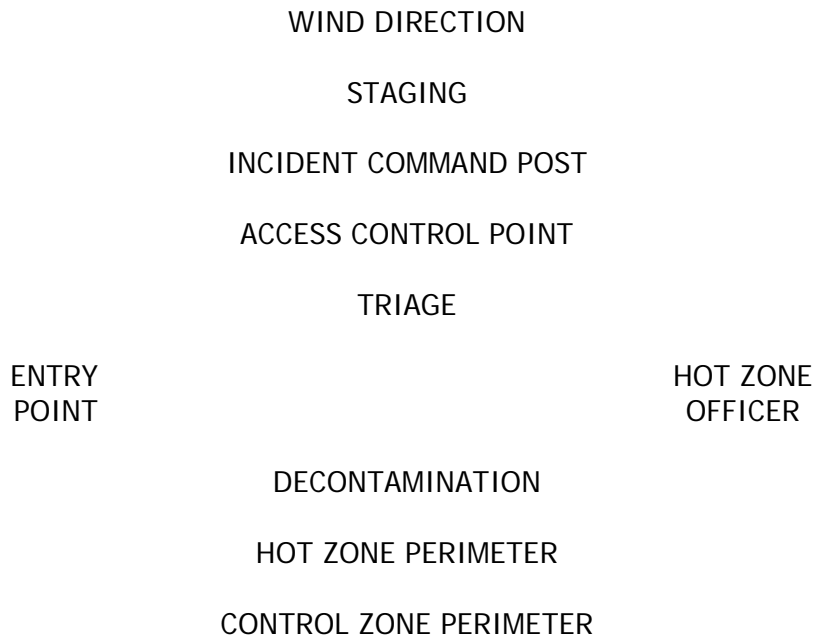 WIND DIRECTION
STAGING
INCIDENT COMMAND POST
ACCESS CONTROL POINT
TRIAGE
ENTRY
POINT
HOT ZONE
OFFICER
DECONTAMINATION
HOT ZONE PERIMETER
CONTROL ZONE PERIMETER